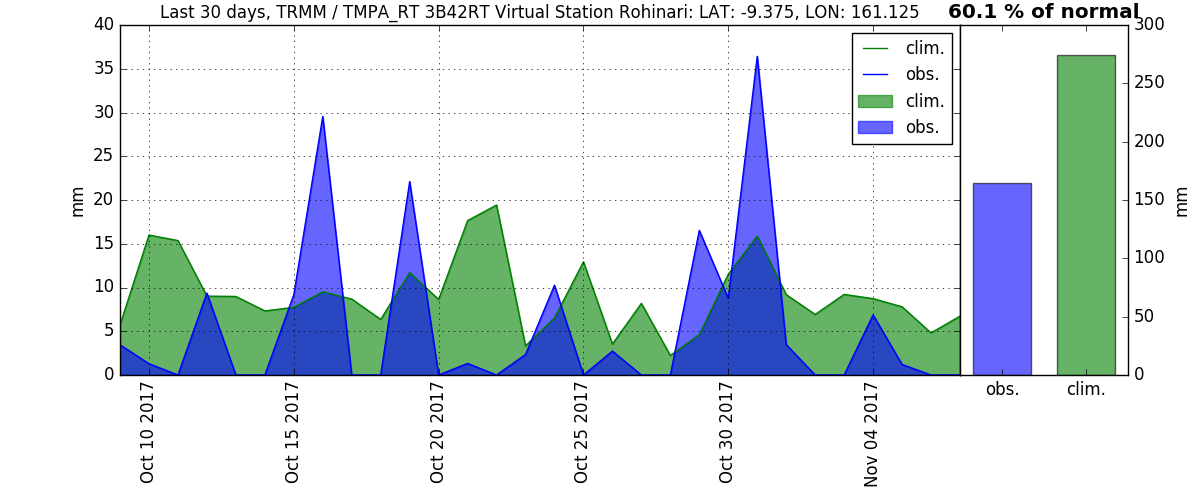 Last 30 days, TRMM / TMPA_RT 3B42RT Virtual Station Rohinari: LAT: -9.375, LON: 161.125
60.1 % of normal
40
35
30
25
20
15
10
5
0
mm
clim.
obs.
clim.
obs.
Oct 10 2017
Oct 15 2017
Oct 20 2017
Oct 25 2017
Oct 30 2017
Nov 04 2017
300
250
200
150
100
50
0
mm
obs.
clim.